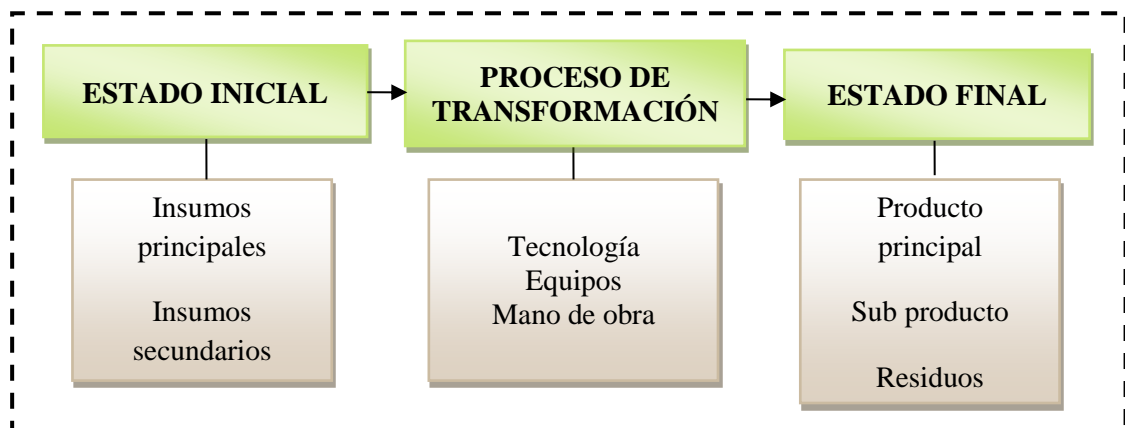 ESTADO INICIAL
PROCESO DE
TRANSFORMACIÓN
ESTADO FINAL
Insumos
principales
Insumos
secundarios
Tecnología
Equipos
Mano de obra
Producto
principal
Sub producto
Residuos